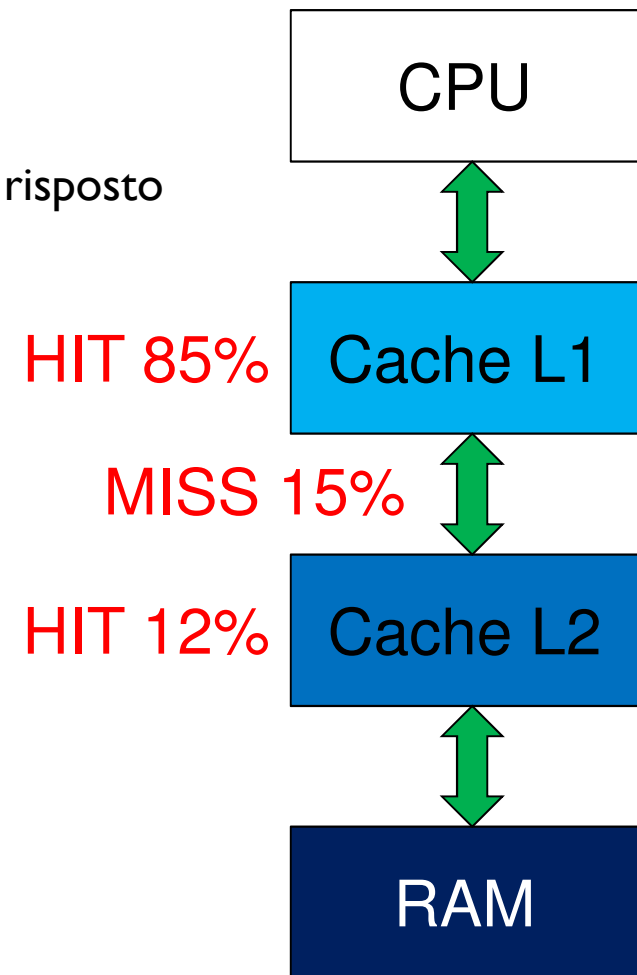 CPU
risposto
HIT 85% Cache L1
MISS 15%
HIT 12% Cache L2
RAM